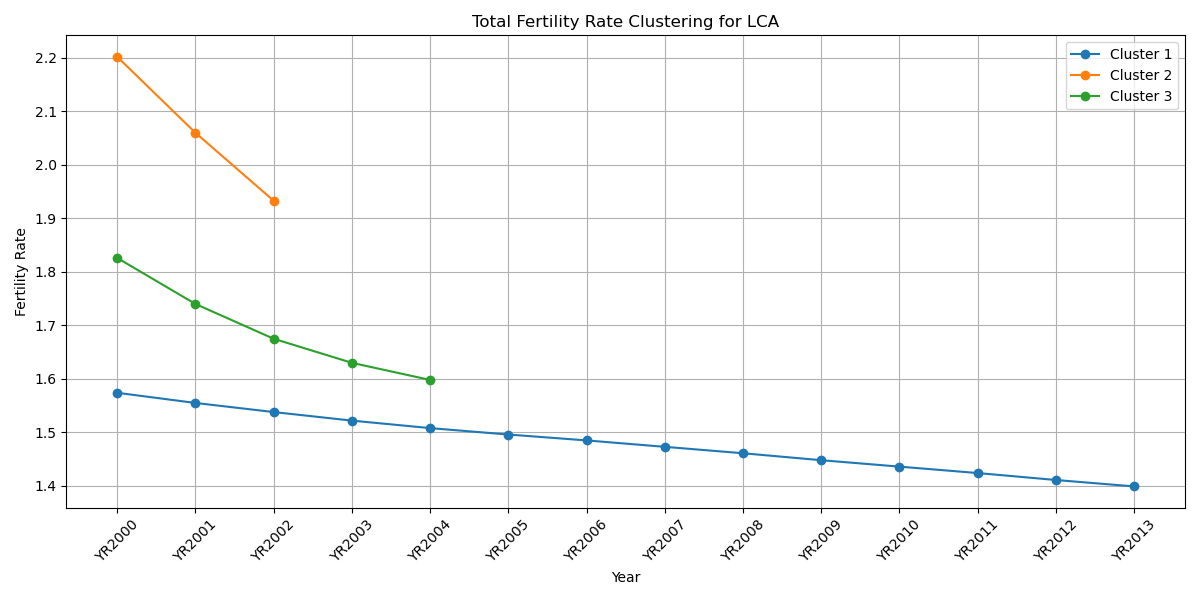 Total Fertility Rate Clustering for LCA
Cluster 1
Cluster 2
Cluster 3
Fertility Rate
2.2
2.1
2.0
1.9
1.8
1.7
1.6
1.5
1.4
YR2000
YR2001
YR2002
YR2003
YR2004
YR2005
YR2006
YR2007
YR2008
YR2009
YR2010
YR2011
YR2012
YR2013
Year